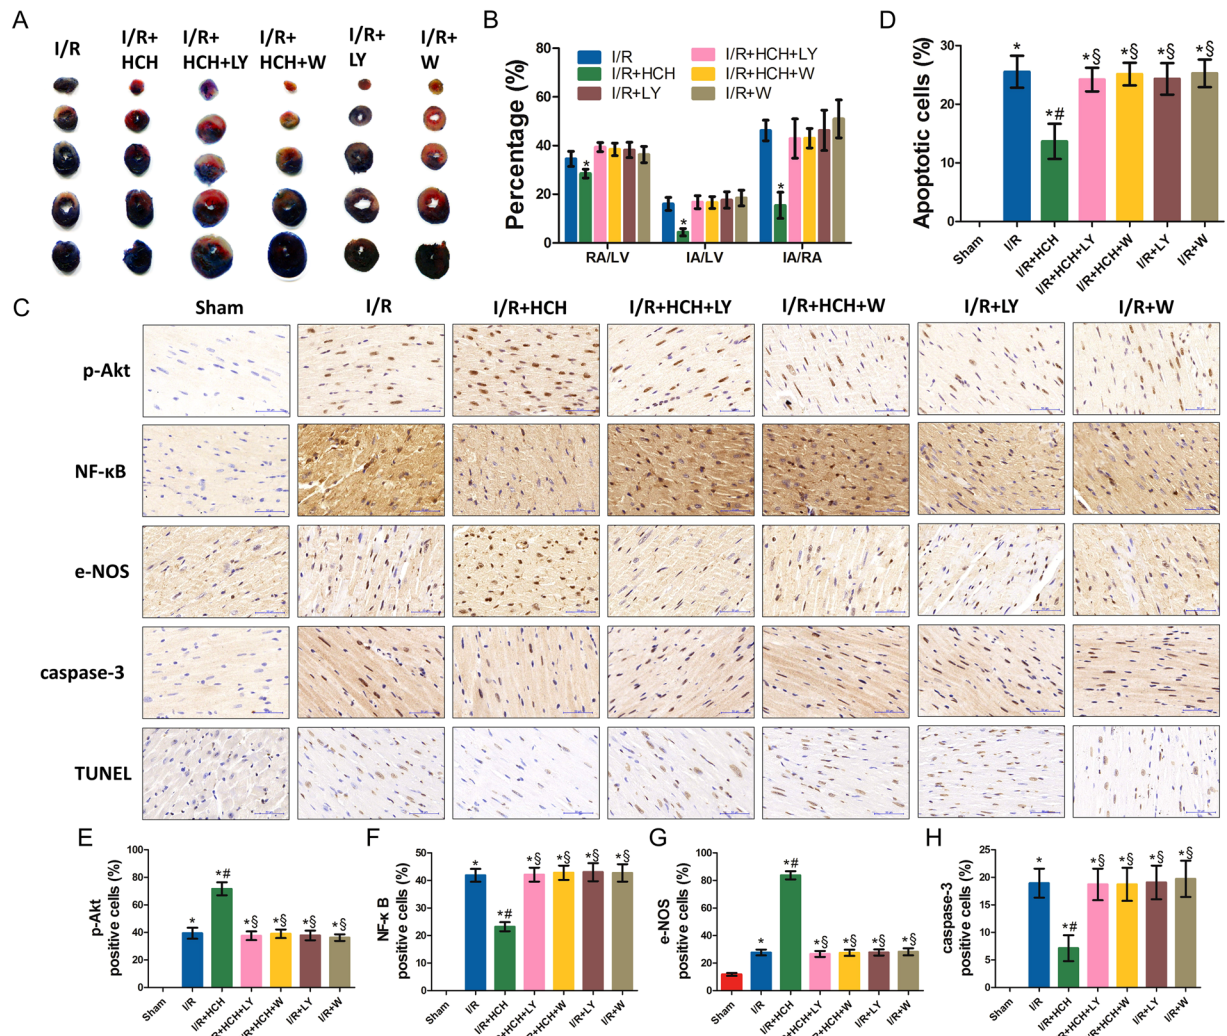 A
I/R
I/R+
HCH
I/R+
HCH+LY
I/R+
HCH+W
I/R+
LY
I/R+
W
B
Percentage (%)
80
60
40
20
0
I/R
I/R+HCH
I/R+LY
I/R+HCH+LY
I/R+HCH+W
I/R+W
*
*
*
RA/LV
IA/LV
IA/RA
D
Apoptotic cells (%)
30
20
10
0
*
*#
*§
*§
*§
*§
Sham
I/R
I/R+HCH
I/R+HCH+LY
I/R+HCH+W
I/R+LY
I/R+W
C
Sham
I/R
I/R+HCH
I/R+HCH+LY
I/R+HCH+W
I/R+LY
I/R+W
p-Akt
NF-κB
e-NOS
caspase-3
TUNEL
E
p-Akt
positive cells (%)
100
80
60
40
20
0
*
*#
*§
*§
*§
*§
Sham
I/R
I/R+HCH
I/R+HCH+LY
I/R+HCH+W
I/R+LY
I/R+W
F
NF-κ B
positive cells (%)
50
40
30
20
10
0
*
*#
*§
*§
*§
*§
Sham
I/R
I/R+HCH
I/R+HCH+LY
I/R+HCH+W
I/R+LY
I/R+W
G
e-NOS
positive cells (%)
100
80
60
40
20
0
*
*#
*§
*§
*§
*§
Sham
I/R
I/R+HCH
I/R+HCH+LY
I/R+HCH+W
I/R+LY
I/R+W
H
caspase-3
positive cells (%)
25
20
15
10
5
0
*
*#
*§
*§
*§
*§
Sham
I/R
I/R+HCH
I/R+HCH+LY
I/R+HCH+W
I/R+LY
I/R+W